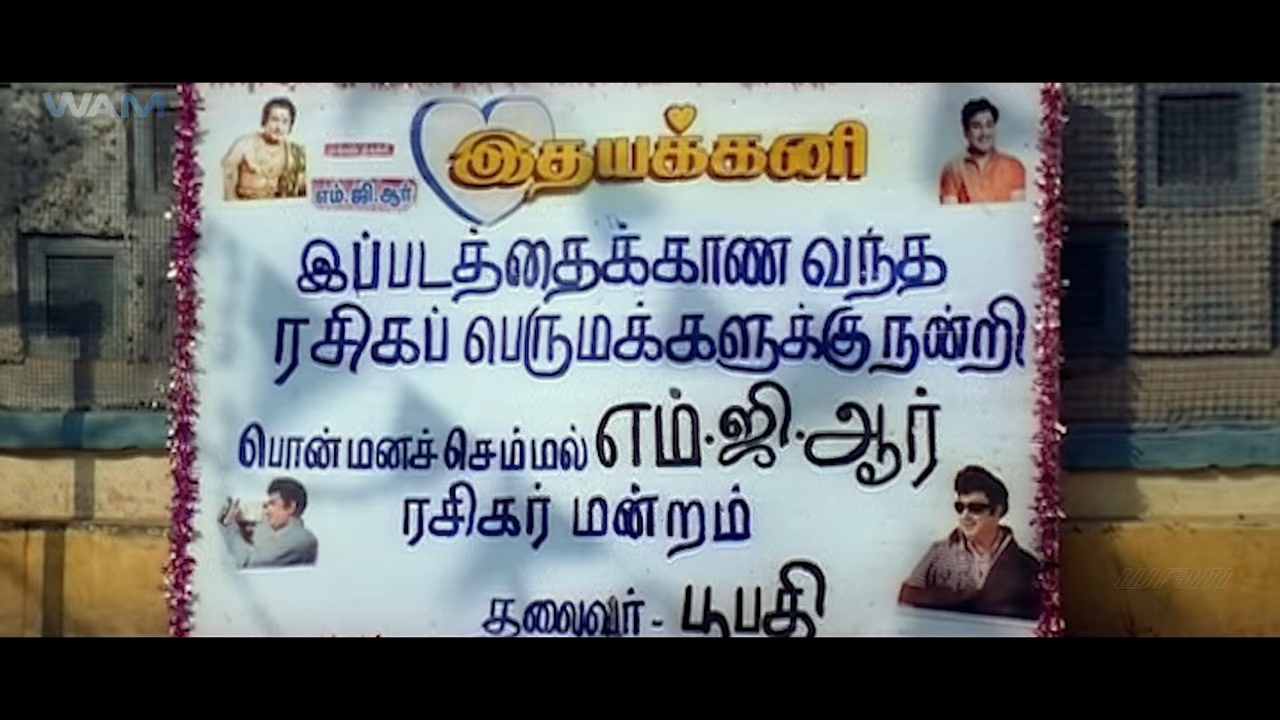 WAM
இதயக்கனி
எம்.ஜி.ஆர்
இப்படத்தைக்காண வந்த
ரசிகப் பெருமக்களுக்கு நன்றி
பொன்மனச் செம்மல் எம்.ஜி.ஆர்
ரசிகர் மன்றம்
தலைவர் - பூபதி
WAM